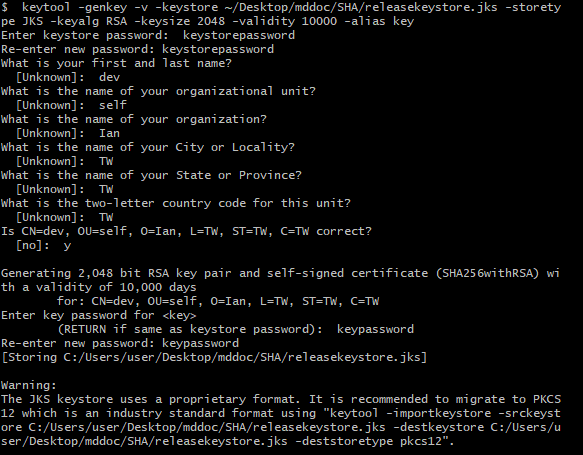 $  keytool -genkey -v -keystore ~/Desktop/mddoc/SHA/releasekeystore.jks -storety
pe JKS -keyalg RSA -keysize 2048 -validity 10000 -alias key
Enter keystore password:  keystorepassword
Re-enter new password: keystorepassword
What is your first and last name?
  [Unknown]:  dev
What is the name of your organizational unit?
  [Unknown]:  self
What is the name of your organization?
  [Unknown]:  Ian
What is the name of your City or Locality?
  [Unknown]:  TW
What is the name of your State or Province?
  [Unknown]:  TW
What is the two-letter country code for this unit?
  [Unknown]:  TW
Is CN=dev, OU=self, O=Ian, L=TW, ST=TW, C=TW correct?
  [no]:  y
Generating 2,048 bit RSA key pair and self-signed certificate (SHA256withRSA) wi
th a validity of 10,000 days
        for: CN=dev, OU=self, O=Ian, L=TW, ST=TW, C=TW
Enter key password for <key>
        (RETURN if same as keystore password):  keypassword
Re-enter new password: keypassword
[Storing C:/Users/user/Desktop/mddoc/SHA/releasekeystore.jks]
Warning:
The JKS keystore uses a proprietary format. It is recommended to migrate to PKCS
12 which is an industry standard format using "keytool -importkeystore -srckeyst
ore C:/Users/user/Desktop/mddoc/SHA/releasekeystore.jks -destkeystore C:/Users/u
ser/Desktop/mddoc/SHA/releasekeystore.jks -deststoretype pkcs12".